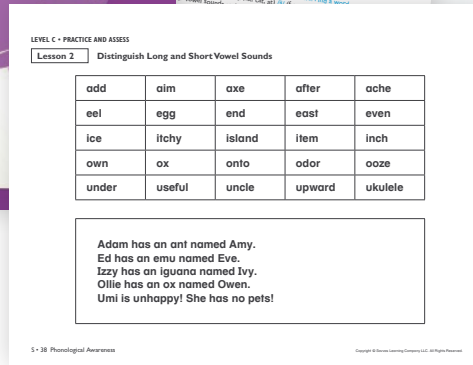 LEVEL C • PRACTICE AND ASSESS
Lesson 2 Distinguish Long and Short Vowel Sounds
add aim axe after ache
eel egg end east even
ice itchy island item inch
own ox onto odor ooze
under useful uncle upward ukulele
Adam has an ant named Amy.
Ed has an emu named Eve.
Izzy has an iguana named Ivy.
Ollie has an ox named Owen.
Umi is unhappy! She has no pets!
S • 38 Phonological Awareness
Copyright © Sucess Learning Company LLC. All Rights Reserved.